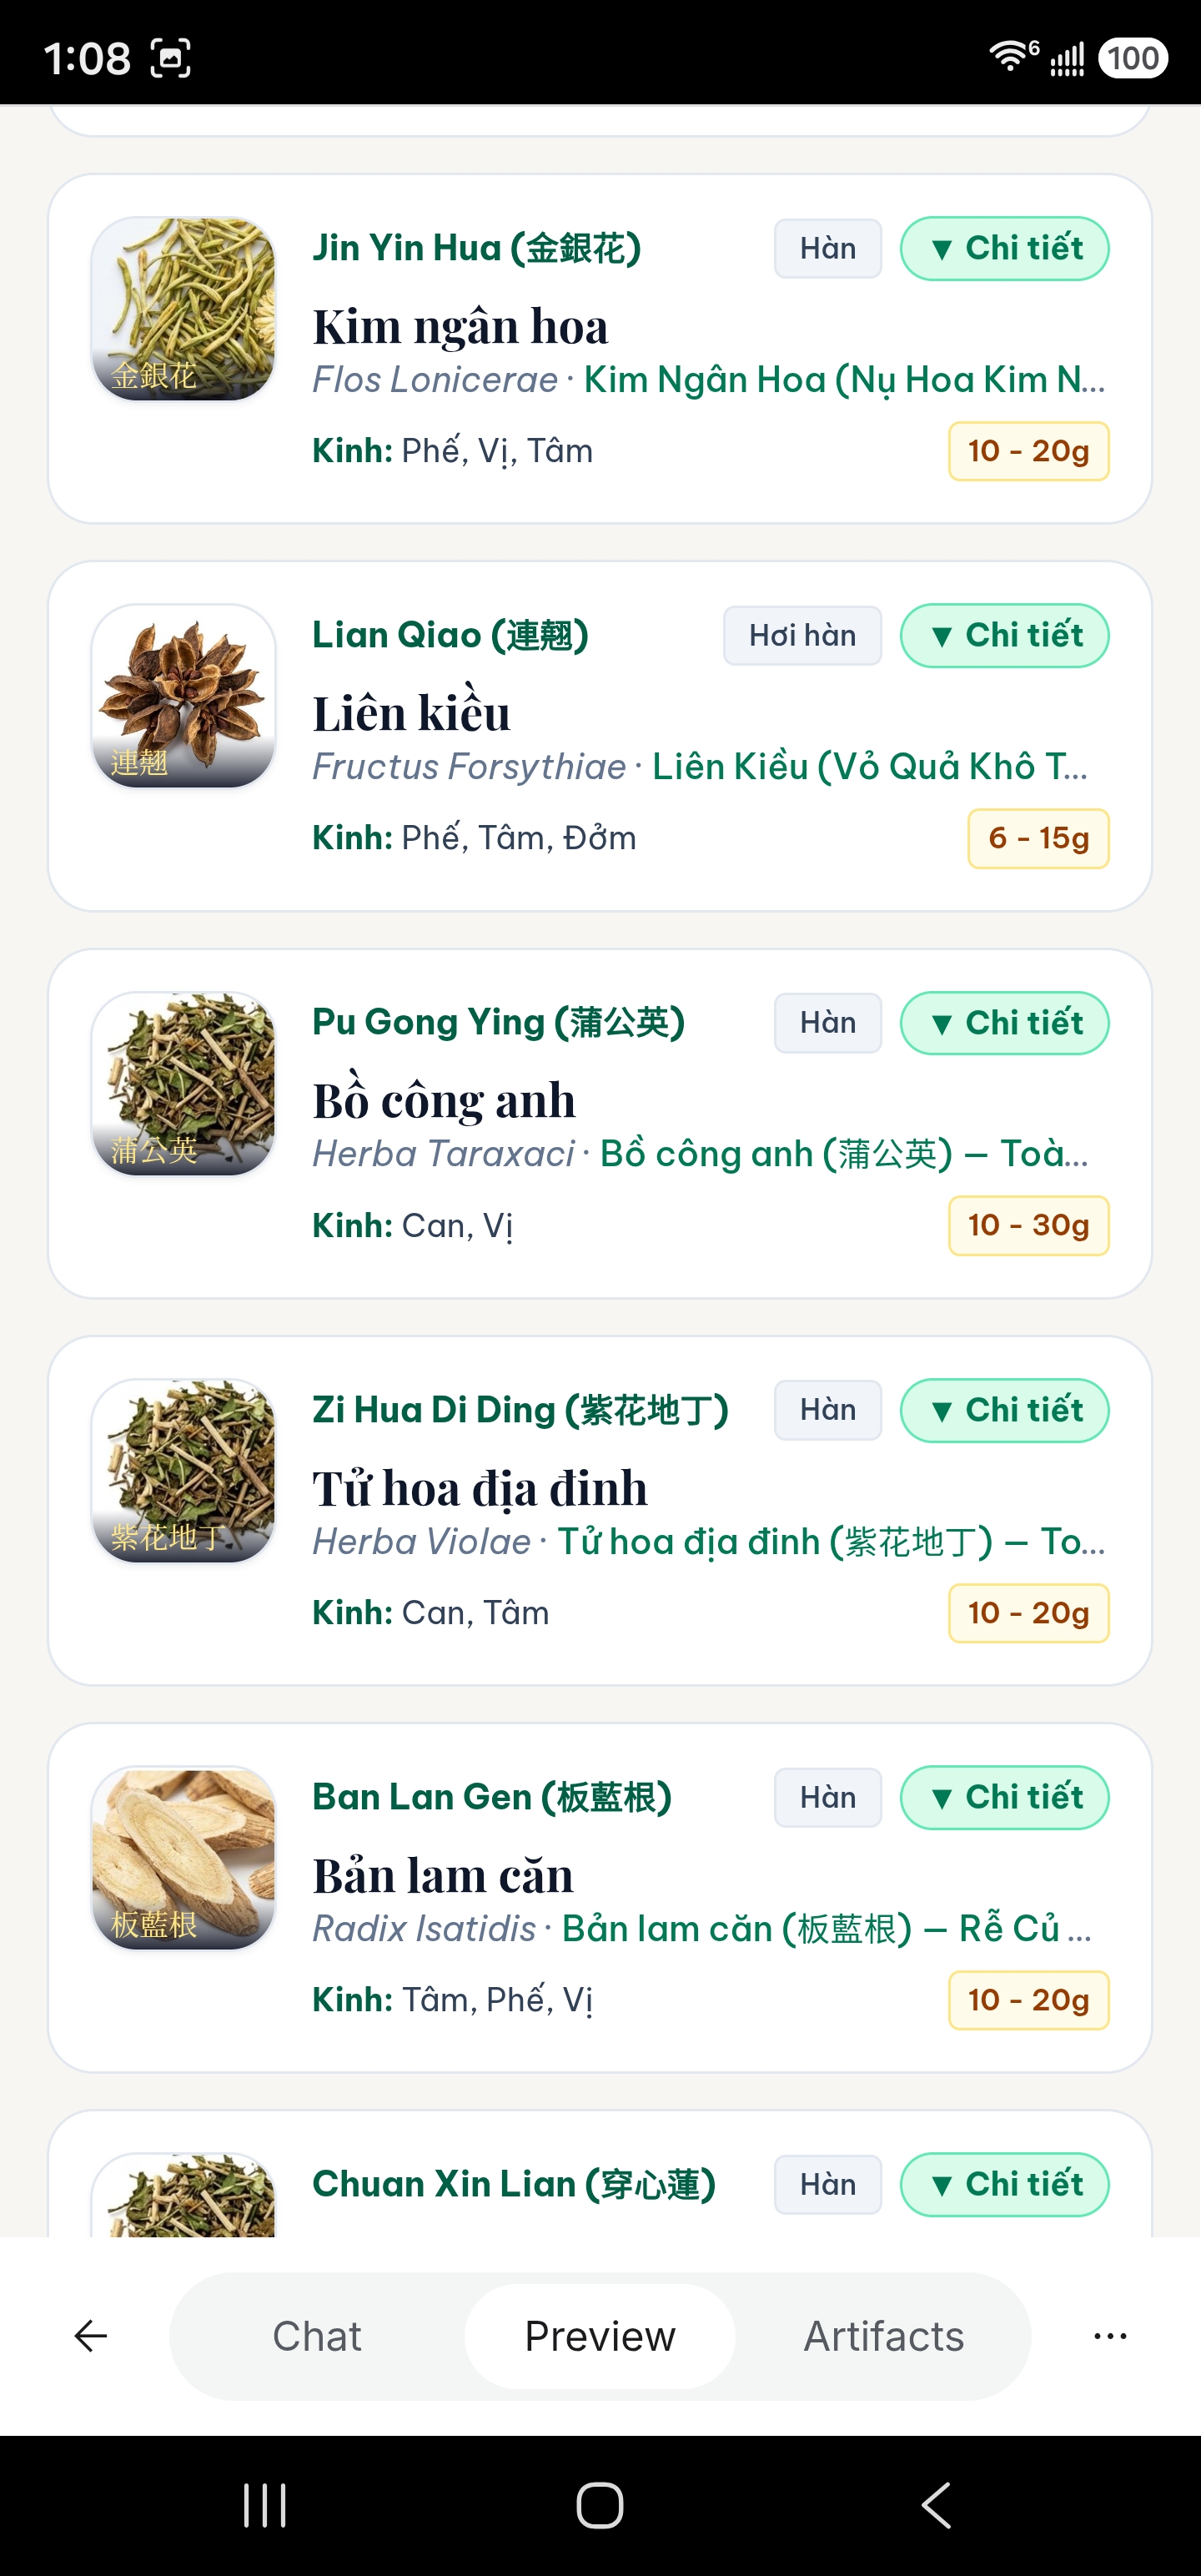 1:08
6
100
Jin Yin Hua (金銀花)
Hàn
▼ Chi tiết
Kim ngân hoa
Flos Lonicerae · Kim Ngân Hoa (Nụ Hoa Kim N...
金銀花
Kinh: Phế, Vị, Tâm
10 - 20g
Lian Qiao (連翹)
Hơi hàn
▼ Chi tiết
Liên kiều
Fructus Forsythiae · Liên Kiều (Vỏ Quả Khô T...
連翹
Kinh: Phế, Tâm, Đởm
6 - 15g
Pu Gong Ying (蒲公英)
Hàn
▼ Chi tiết
Bồ công anh
Herba Taraxaci · Bồ công anh (蒲公英) — Toà...
蒲公英
Kinh: Can, Vị
10 - 30g
Zi Hua Di Ding (紫花地丁)
Hàn
▼ Chi tiết
Tử hoa địa đinh
Herba Violae · Tử hoa địa đinh (紫花地丁) — To...
紫花地丁
Kinh: Can, Tâm
10 - 20g
Ban Lan Gen (板藍根)
Hàn
▼ Chi tiết
Bản lam căn
Radix Isatidis · Bản lam căn (板藍根) — Rễ Củ ...
板藍根
Kinh: Tâm, Phế, Vị
10 - 20g
Chuan Xin Lian (穿心蓮)
Hàn
▼ Chi tiết
Chat
Preview
Artifacts